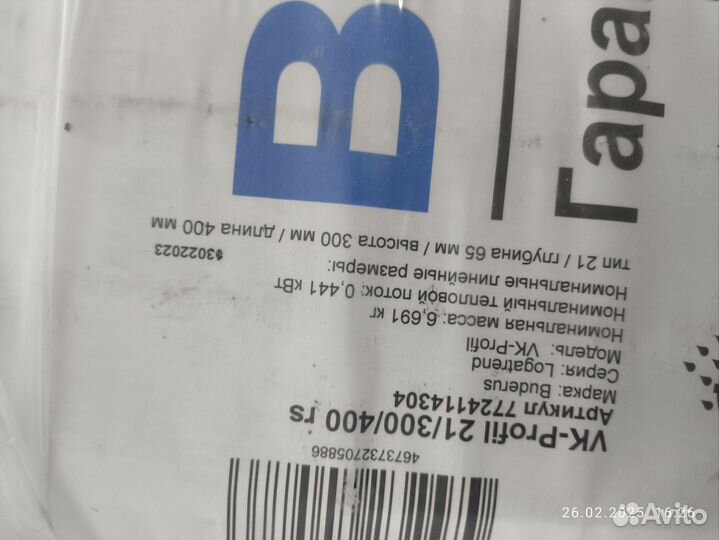 4673732705886
VK-Profil 21/300/400 rs
Артикул 7724114304
Марка: Buderus
Серия: Logatrend
Модель: VK-Profil
Номинальная масса: 6,691 кг
Номинальный тепловой поток: 0,441 кВт
Номинальные линейные размеры:
тип 21 / глубина 65 мм / высота 300 мм / длина 400 мм
3022023
B
Гара
26.02.2025 16:26
Avito